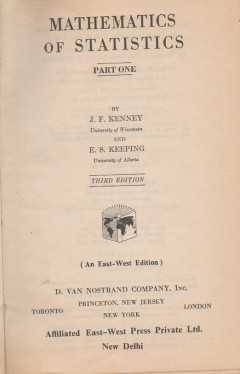 MATHEMATICS
OF STATISTICS
PART ONE
BY
J. F. KENNEY
University of Wisconsin
AND
E. S. KEEPING
University of Alberta
THIRD EDITION
(An East-West Edition)
D. VAN NOSTRAND COMPANY, Inc.
PRINCETON, NEW JERSEY
TORONTO LONDON
NEW YORK
Affiliated East-West Press Private Ltd.
New Delhi